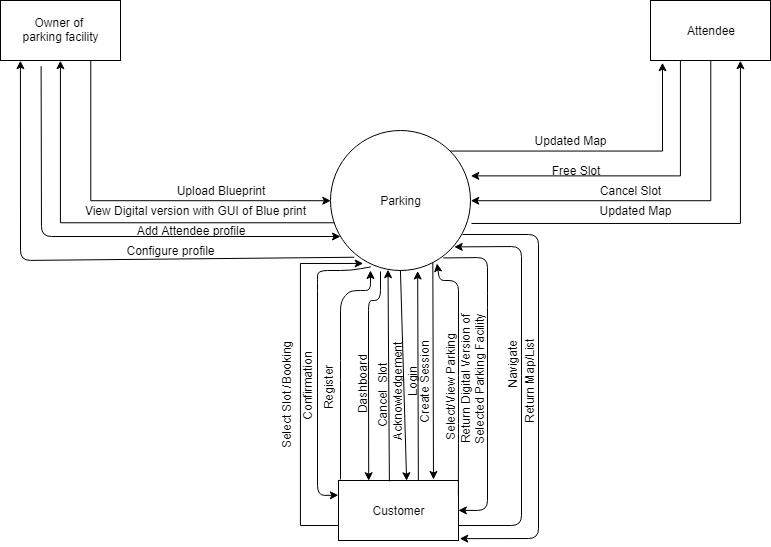 Owner of
parking facility
Attendee
Updated Map
Free Slot
Upload Blueprint
Parking
Cancel Slot
View Digital version with GUI of Blue print
Updated Map
Add Attendee profile
Configure profile
Select Slot/Booking
Confirmation
Register
Dashboard
Cancel Slot
Acknowledgement
Login
Create Session
Select/View Parking
Return Digital Version of
Selected Parking Facility
Navigate
Return Map/List
Customer